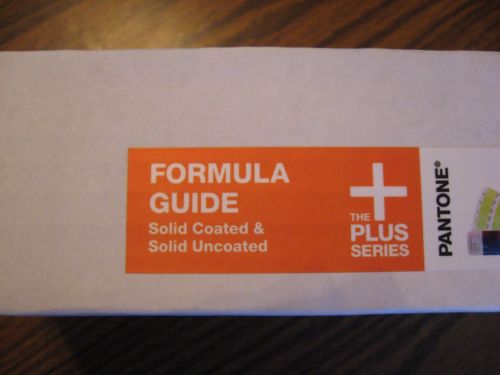 FORMULA
GUIDE
Solid Coated &
Solid Uncoated
THE
PLUS
SERIES
PANTONE®